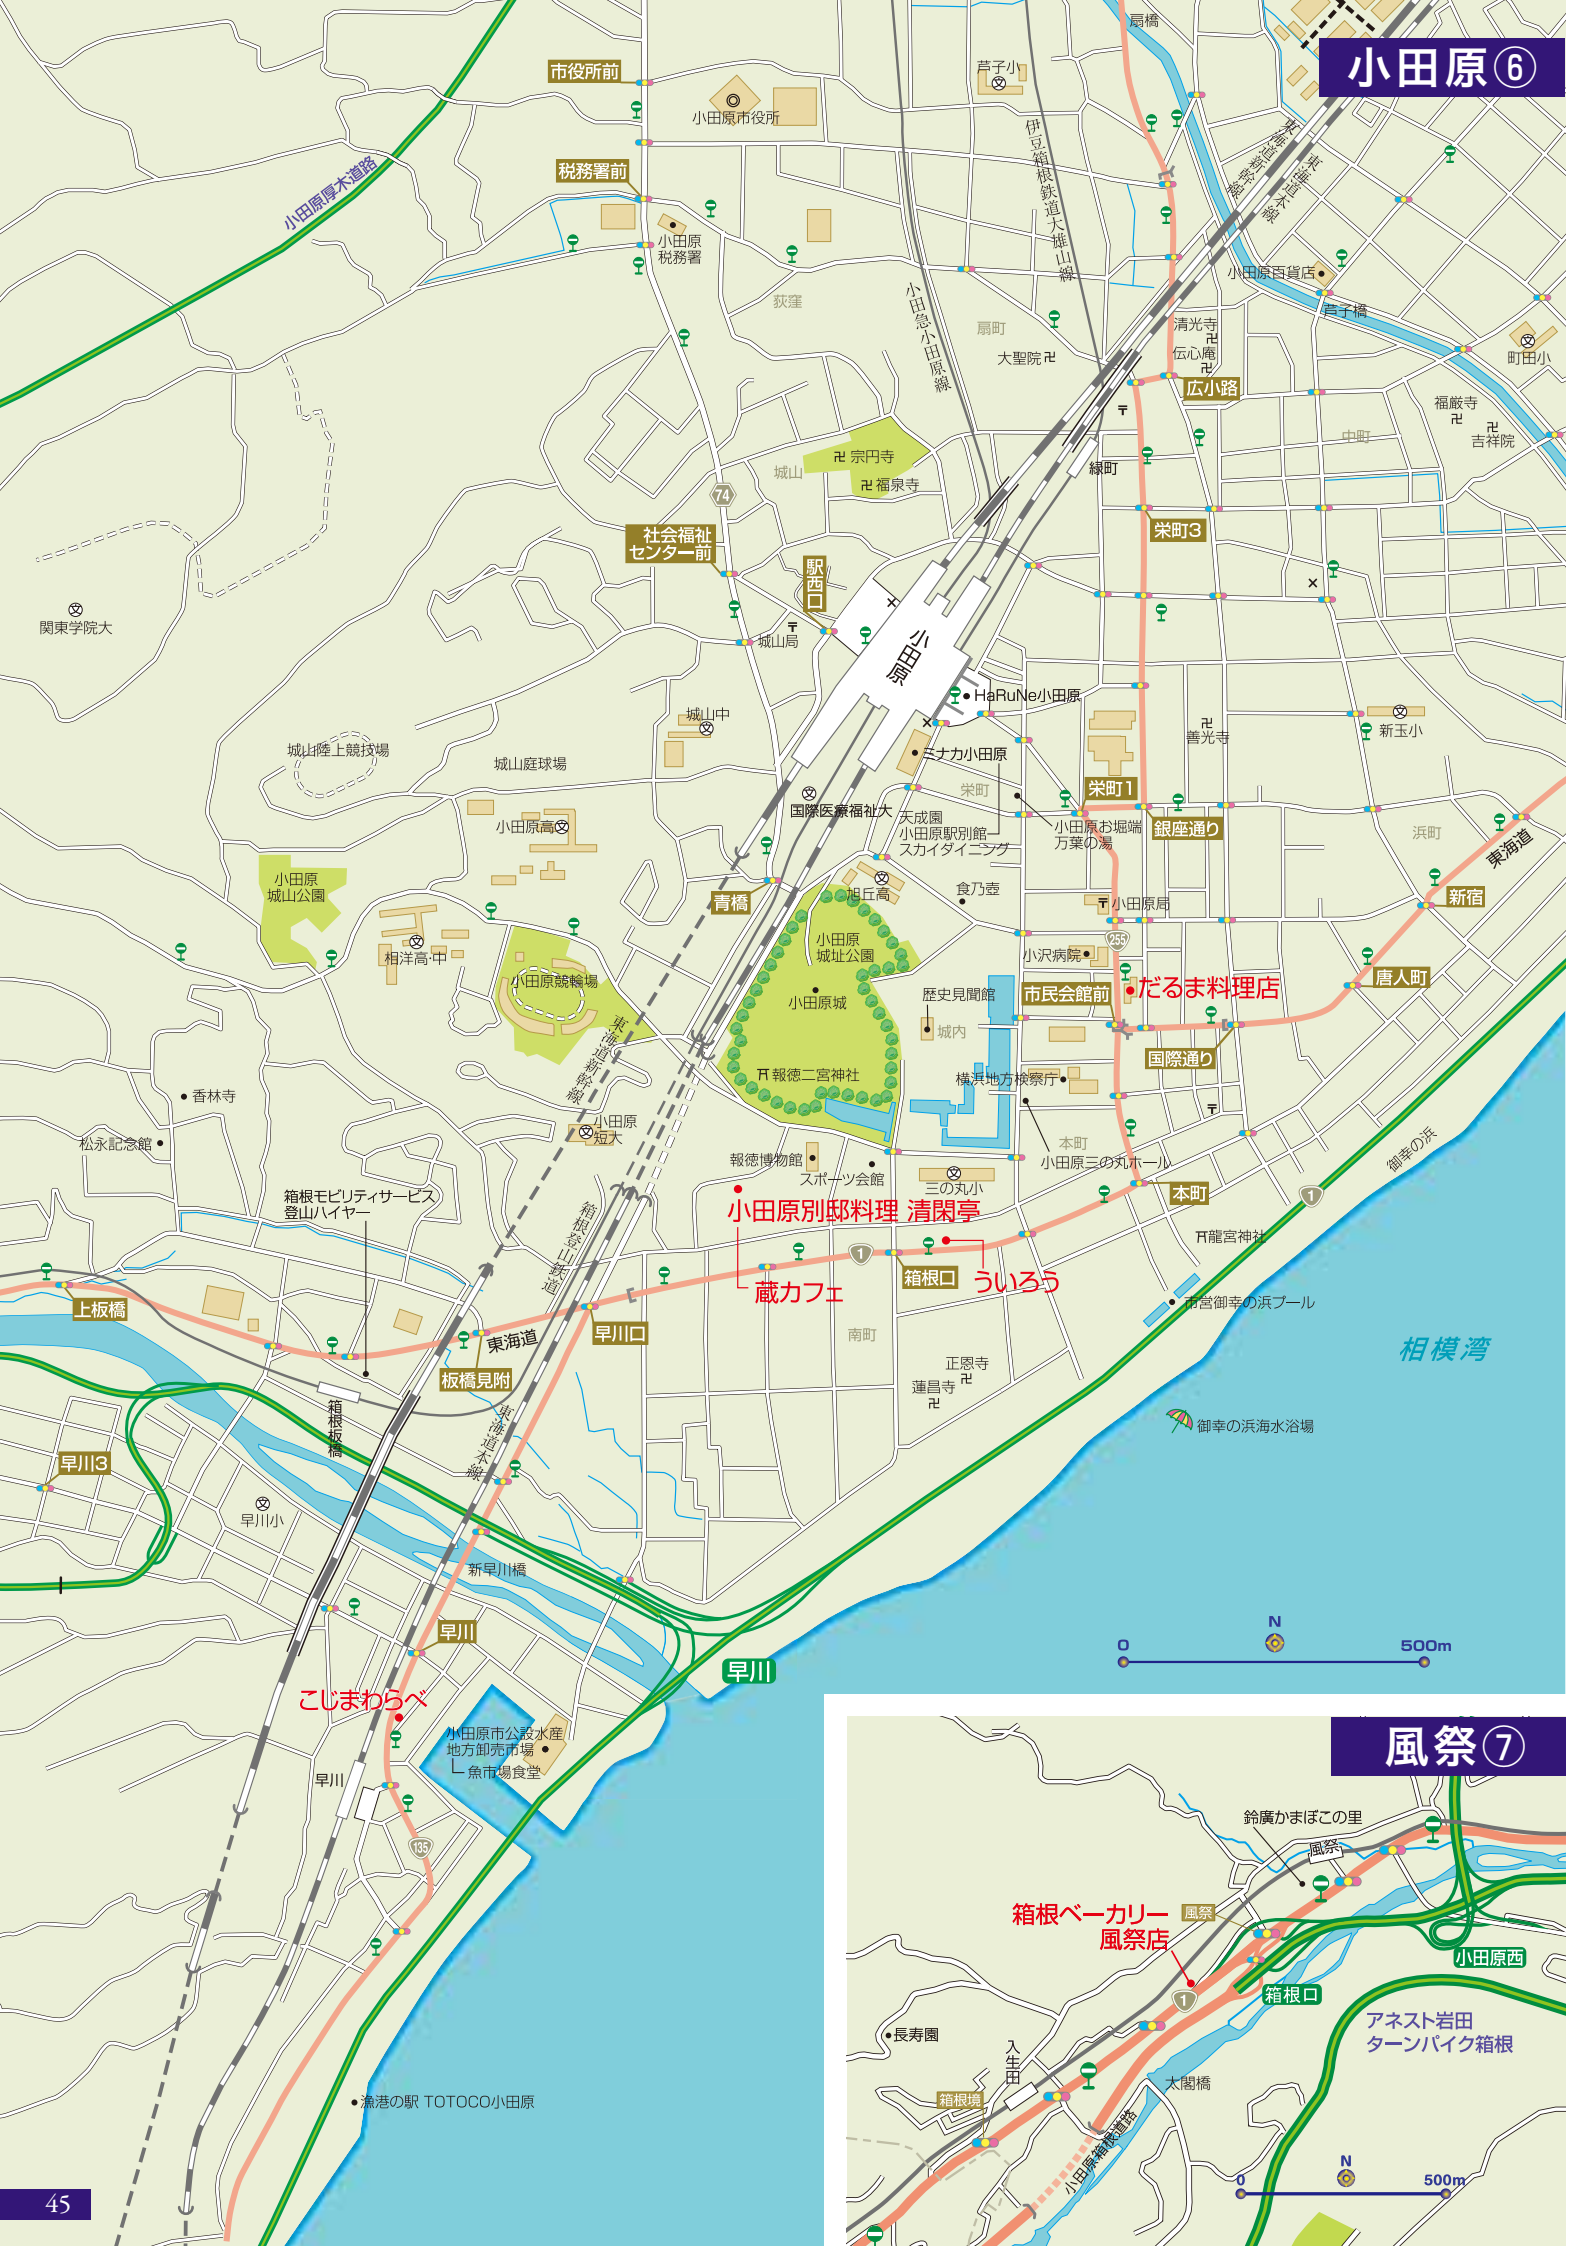 小田原⑥
扇橋
芦子小
市役所前
小田原市役所
伊豆箱根鉄道大雄山線
東海道新幹線
東海道本線
税務署前
小田原厚木道路
小田原
税務署
小田原百貨店
荻窪
小田急小田原線
扇町
大聖院
清光寺
伝心庵
芦子橋
町田小
広小路
福厳寺
吉祥院
中町
宗円寺
城山
福泉寺
緑町
74
社会福祉
センター前
栄町3
駅西口
関東学院大
城山局
小田原
HaRuNe小田原
城山中
善光寺
新玉小
城山陸上競技場
城山庭球場
ミナカ小田原
栄町
栄町1
国際医療福祉大
天成園
小田原駅別館
スカイダイニング
小田原お堀端
万葉の湯
銀座通り
浜町
東海道
小田原高
小田原
城山公園
青橋
旭丘高
食乃壺
小田原局
新宿
255
相洋高・中
小田原
城址公園
小沢病院
唐人町
小田原競輪場
小田原城
歴史見聞館
市民会館前
だるま料理店
城内
東海道新幹線
国際通り
報徳二宮神社
横浜地方検察庁
香林寺
小田原
短大
松永記念館
本町
御幸の浜
報徳博物館
スポーツ会館
三の丸小
小田原三の丸ホール
箱根モビリティサービス
登山ハイヤー
小田原別邸料理 清閑亭
本町
1
箱根登山鉄道
龍宮神社
1
箱根口
ういろう
蔵カフェ
上板橋
早川口
市営御幸の浜プール
東海道
南町
相模湾
板橋見附
正恩寺
蓮昌寺
箱根板橋
東海道本線
御幸の浜海水浴場
早川3
早川小
新早川橋
早川
早川
N
0
500m
こじまわらべ
小田原市公設水産
地方卸売市場
魚市場食堂
早川
135
漁港の駅 TOTOCO小田原
45
風祭⑦
鈴廣かまぼこの里
風祭
箱根ベーカリー
風祭店
風祭
小田原西
箱根口
1
アネスト岩田
ターンパイク箱根
長寿園
入生田
太閤橋
箱根境
小田原箱根道路
N
0
500m